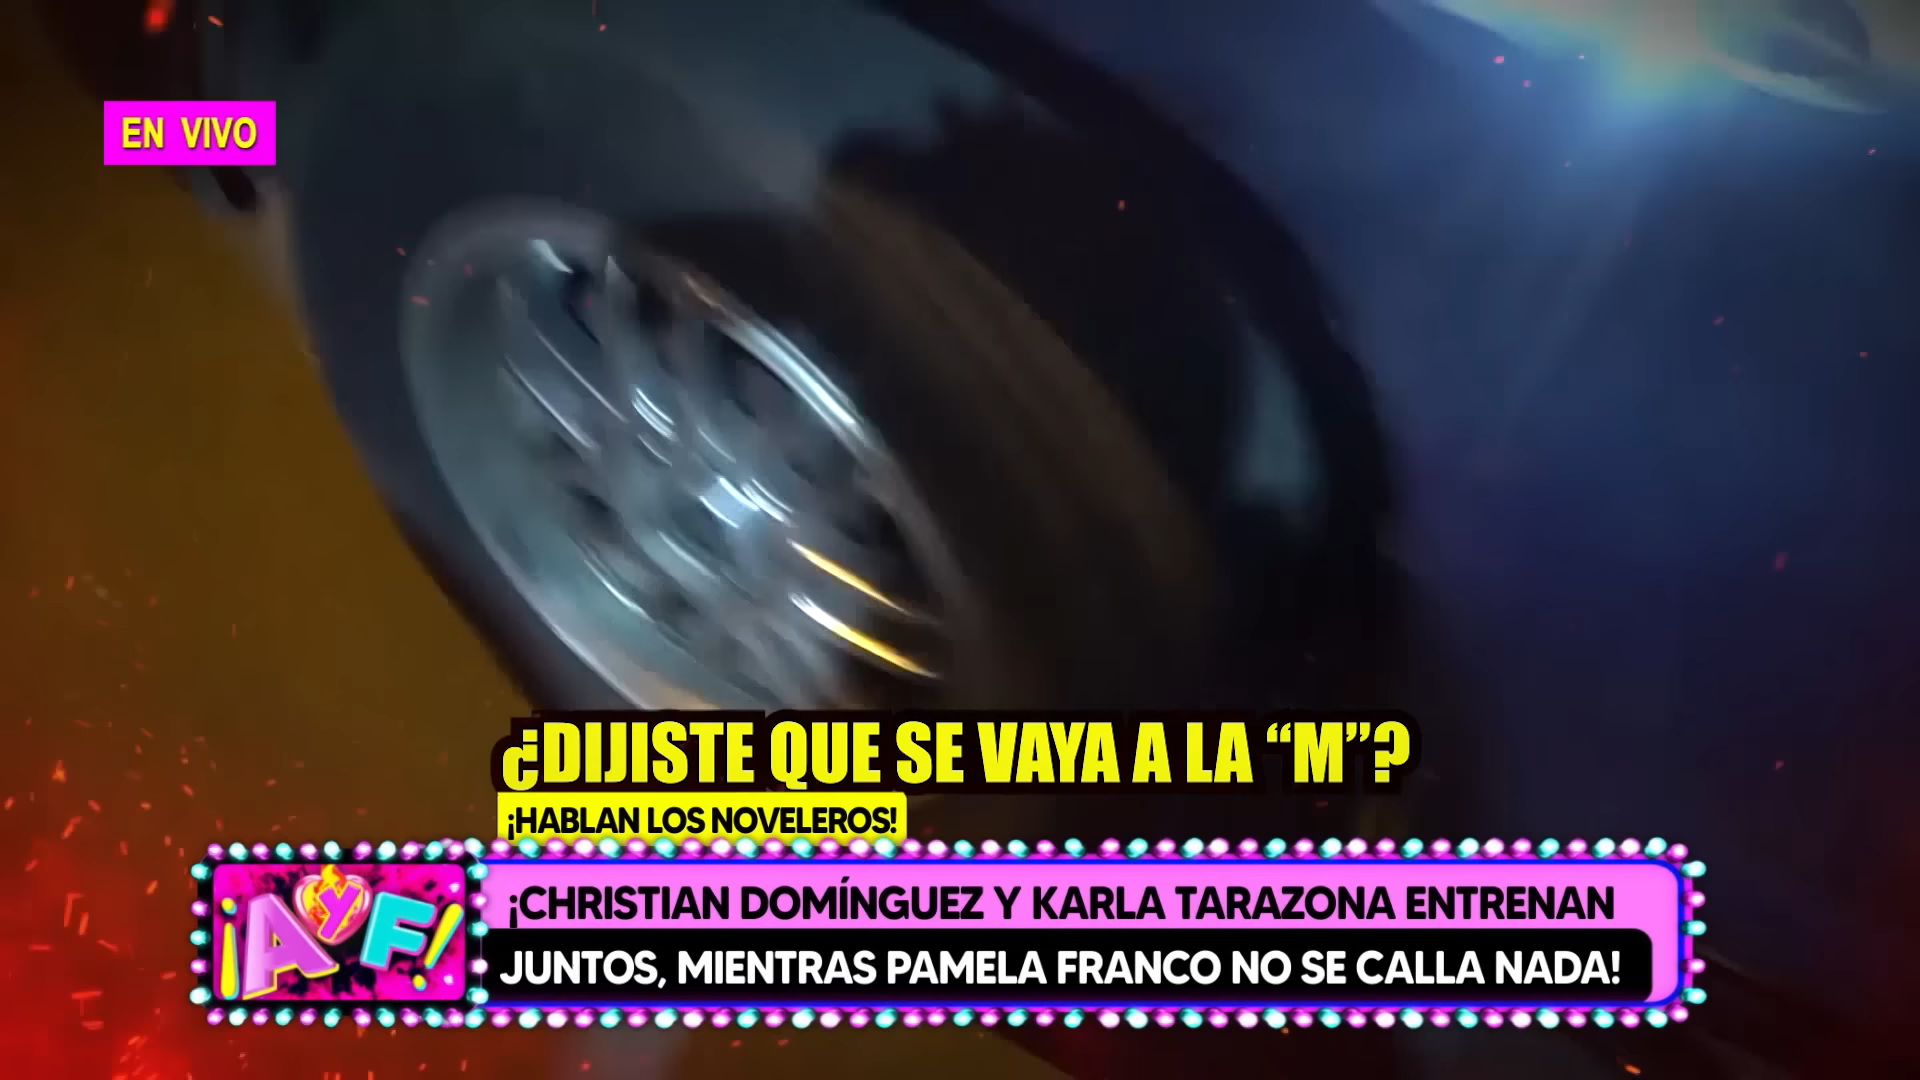 EN VIVO
¿DIJISTE QUE SE VAYA A LA “M”?
¡HABLAN LOS NOVELEROS!
¡AYF!
¡CHRISTIAN DOMÍNGUEZ Y KARLA TARAZONA ENTRENAN
JUNTOS, MIENTRAS PAMELA FRANCO NO SE CALLA NADA!